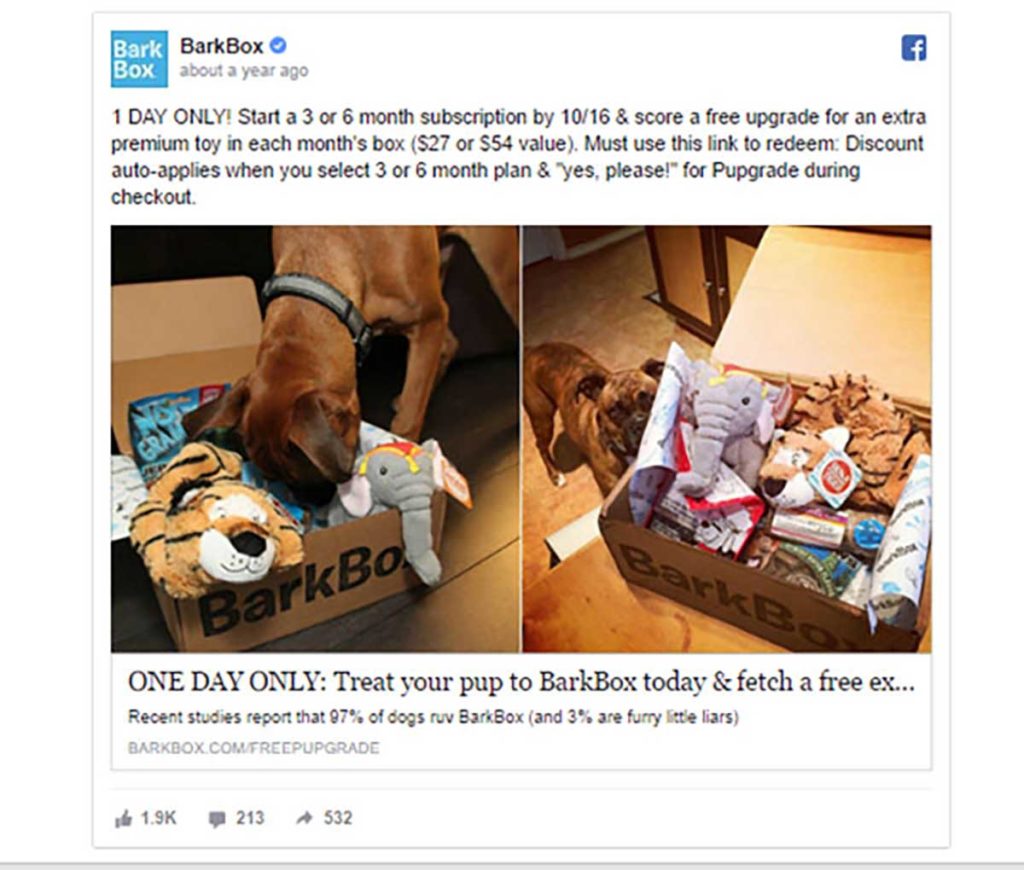 Bark
Box
BarkBox
about a year ago
1 DAY ONLY! Start a 3 or 6 month subscription by 10/16 & score a free upgrade for an extra
premium toy in each month's box ($27 or $54 value). Must use this link to redeem: Discount
auto-applies when you select 3 or 6 month plan & "yes, please!" for Pupgrade during
checkout.
BarkBo
BarkBox
ONE DAY ONLY: Treat your pup to BarkBox today & fetch a free ex...
Recent studies report that 97% of dogs ruv BarkBox (and 3% are furry little liars)
BARKBOX.COM/FREEPUPGRADE
1.9K 213 532